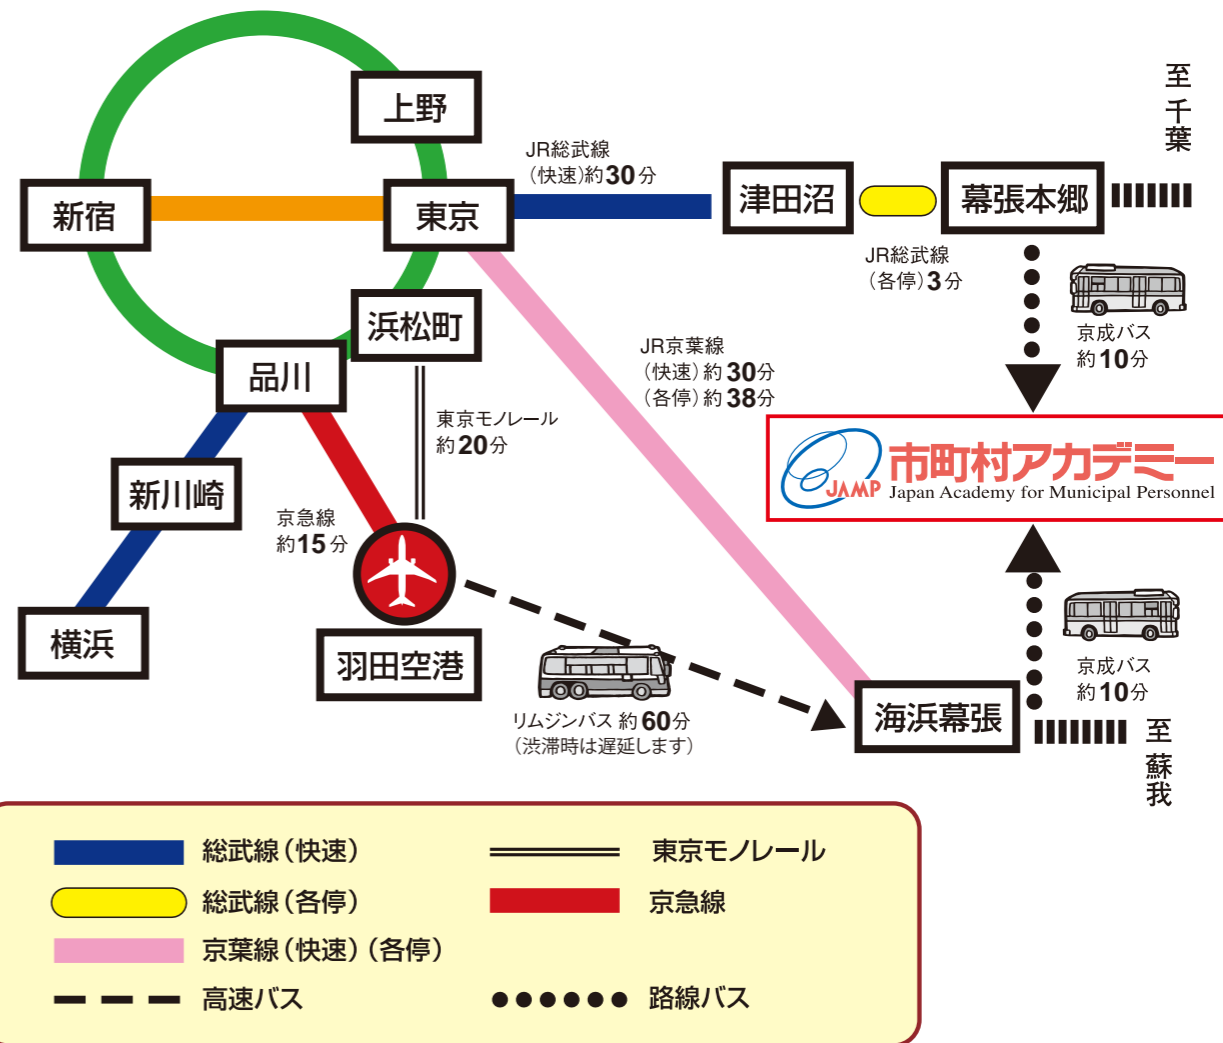 上野
至千葉
JR総武線
（快速）約30分
新宿
東京
津田沼
幕張本郷
JR総武線
（各停）3分
浜松町
京成バス
約10分
品川
JR京葉線
（快速）約30分
（各停）約38分
東京モノレール
約20分
市町村アカデミー
JAMP
Japan Academy for Municipal Personnel
新川崎
京急線
約15分
横浜
羽田空港
京成バス
約10分
リムジンバス 約60分
（渋滞時は遅延します）
海浜幕張
至蘇我
総武線（快速）
東京モノレール
総武線（各停）
京急線
京葉線（快速）（各停）
高速バス
路線バス